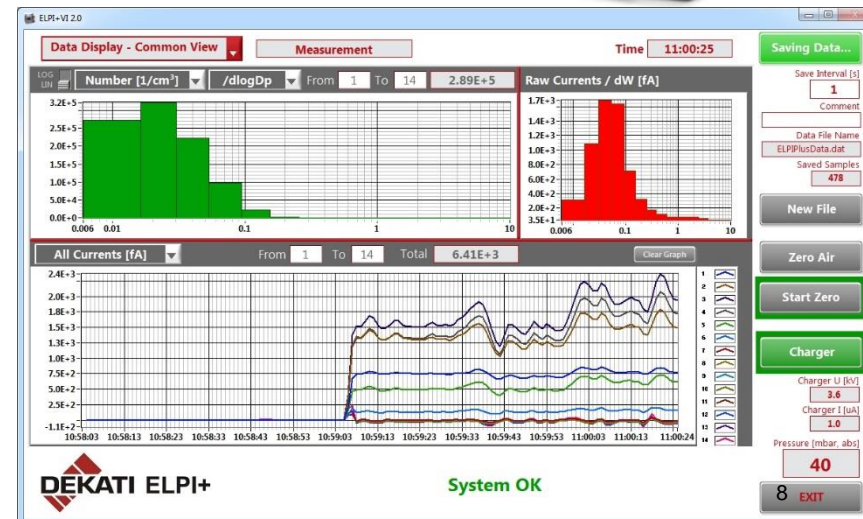 ELPI+VI 2.0
Data Display - Common View
Measurement
Time 11:00:25
Saving Data...
LOG
LIN
Number [1/cm³] /dlogDp From 1 To 14 2.89E+5
Raw Currents / dW [fA]
Save Interval [s]
1
Comment
Data File Name
ELPIPlusData.dat
Saved Samples
478
3.2E+5
2.5E+5
2.0E+5
1.5E+5
1.0E+5
5.0E+4
0.0E+0
0.006 0.01 0.1 1 10
1.7E+3
1.4E+3
1.2E+3
1.0E+3
8.0E+2
6.0E+2
4.0E+2
2.0E+2
3.5E+1
0.006 0.1 1 10
New File
All Currents [fA] From 1 To 14 Total 6.41E+3 Clear Graph
Zero Air
Start Zero
2.4E+3
2.0E+3
1.8E+3
1.5E+3
1.3E+3
1.0E+3
7.5E+2
5.0E+2
2.5E+2
-1.1E+2
10:58:03 10:58:13 10:58:23 10:58:33 10:58:43 10:58:53 10:59:03 10:59:13 10:59:23 10:59:33 10:59:43 10:59:53 11:00:03 11:00:13 11:00:24
1
2
3
4
5
6
7
8
9
10
11
12
13
14
Charger
Charger U [kV]
3.6
Charger I [uA]
1.0
Pressure [mbar, abs]
40
DEKATI ELPI+
System OK
8 EXIT